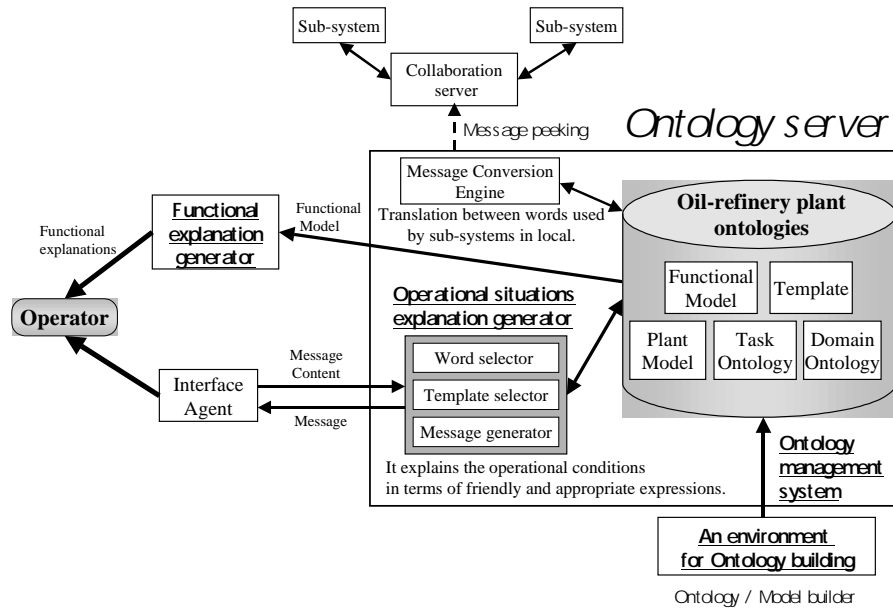 Sub-system
Sub-system
Collaboration
server
Message peeking
Ontology server
Message Conversion
Engine
Translation between words used
by sub-systems in local.
Oil-refinery plant
ontologies
Functional
Model
Template
Plant
Model
Task
Ontology
Domain
Ontology
Functional
explanation
generator
Functional
Model
Functional
explanations
Operator
Operational situations
explanation generator
Word selector
Template selector
Message generator
Message
Content
Interface
Agent
Message
It explains the operational conditions
in terms of friendly and appropriate expressions.
Ontology
management
system
An environment
for Ontology building
Ontology / Model builder